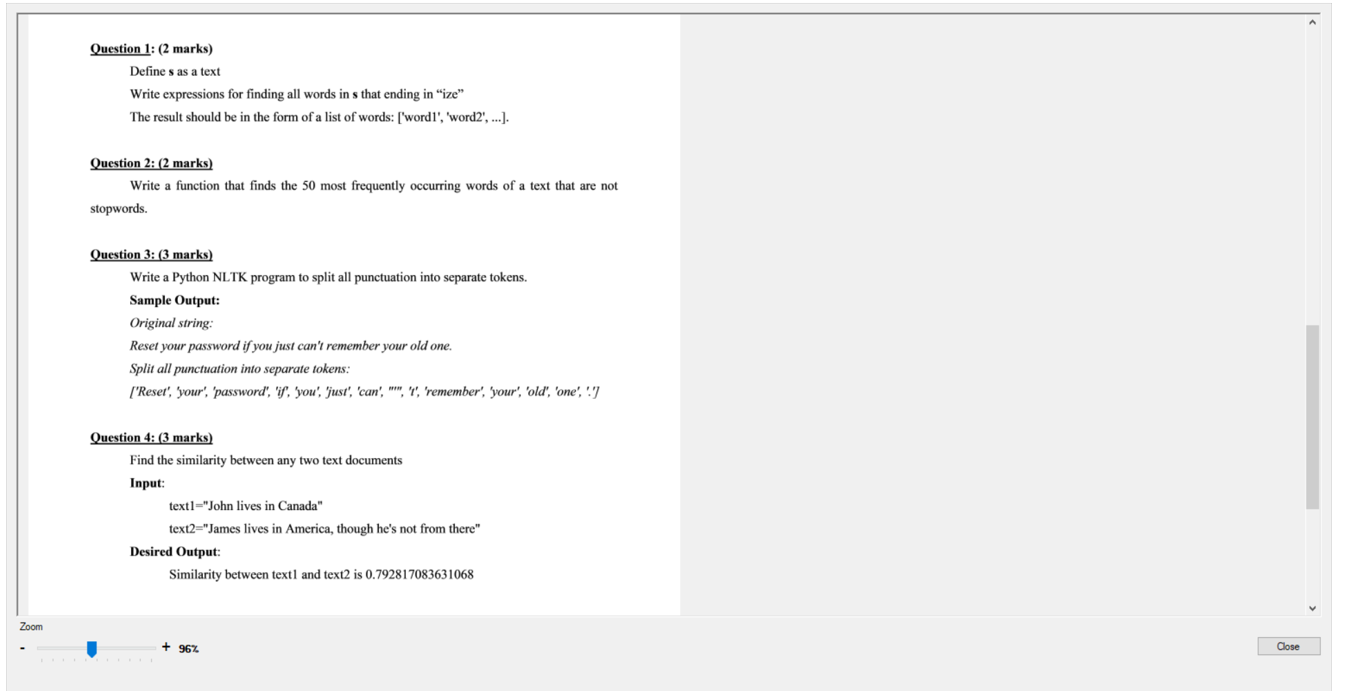 Question 1: (2 marks)
Define s as a text
Write expressions for finding all words in s that ending in “ize”
The result should be in the form of a list of words: ['word1', 'word2', ...].
Question 2: (2 marks)
Write a function that finds the 50 most frequently occurring words of a text that are not
stopwords.
Question 3: (3 marks)
Write a Python NLTK program to split all punctuation into separate tokens.
Sample Output:
Original string:
Reset your password if you just can't remember your old one.
Split all punctuation into separate tokens:
['Reset', 'your', 'password', 'if', 'you', 'just', 'can', "'", 't', 'remember', 'your', 'old', 'one', '.']
Question 4: (3 marks)
Find the similarity between any two text documents
Input:
text1="John lives in Canada"
text2="James lives in America, though he's not from there"
Desired Output:
Similarity between text1 and text2 is 0.792817083631068
Zoom
- + 96%
Close